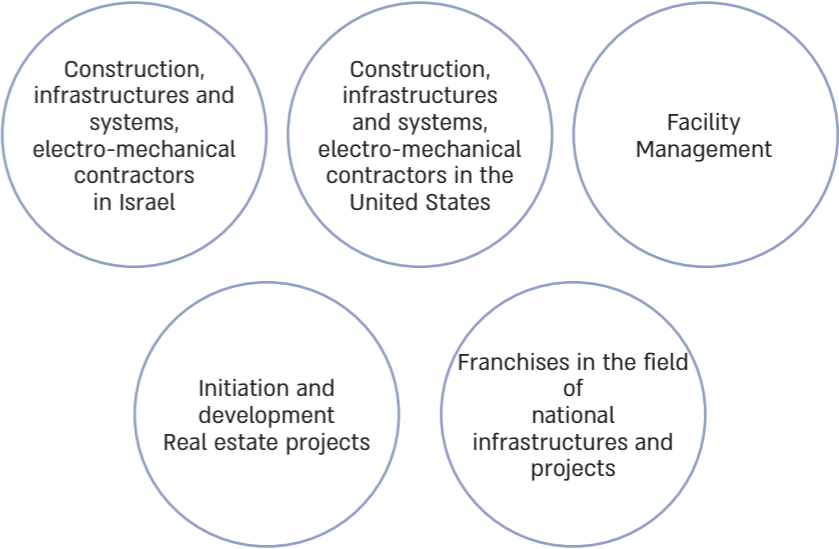 Construction,
infrastructures and
systems,
electro-mechanical
contractors
in Israel
Construction,
infrastructures
and systems,
electro-mechanical
contractors in the
United States
Facility
Management
Initiation and
development
Real estate projects
Franchises in the field
of
national
infrastructures and
projects